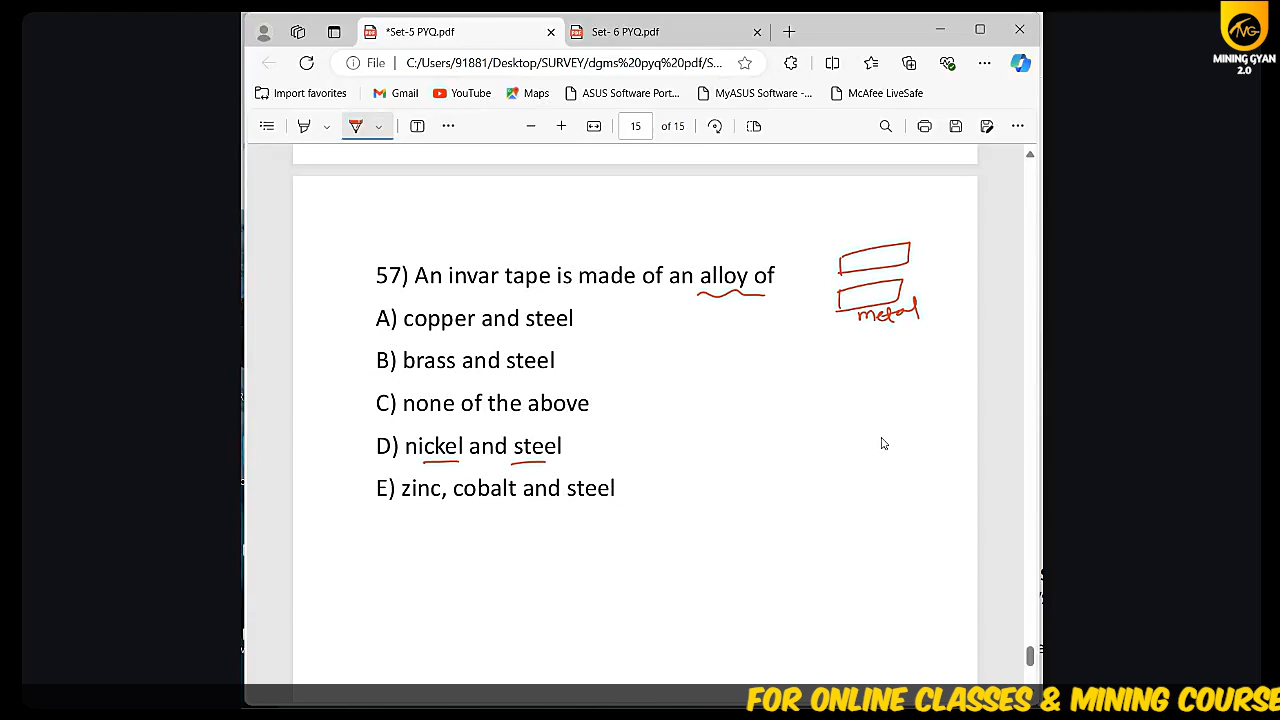 MINING GYAN
2.0
*Set-5 PYQ.pdf
Set- 6 PYQ.pdf
File
C:/Users/91881/Desktop/SURVEY/dgms%20pyq%20pdf/S...
Import favorites
Gmail
YouTube
Maps
ASUS Software Port...
MyASUS Software -...
McAfee LiveSafe
15 of 15
57) An invar tape is made of an alloy of
A) copper and steel
B) brass and steel
C) none of the above
D) nickel and steel
E) zinc, cobalt and steel
metal
FOR ONLINE CLASSES & MINING COURSE